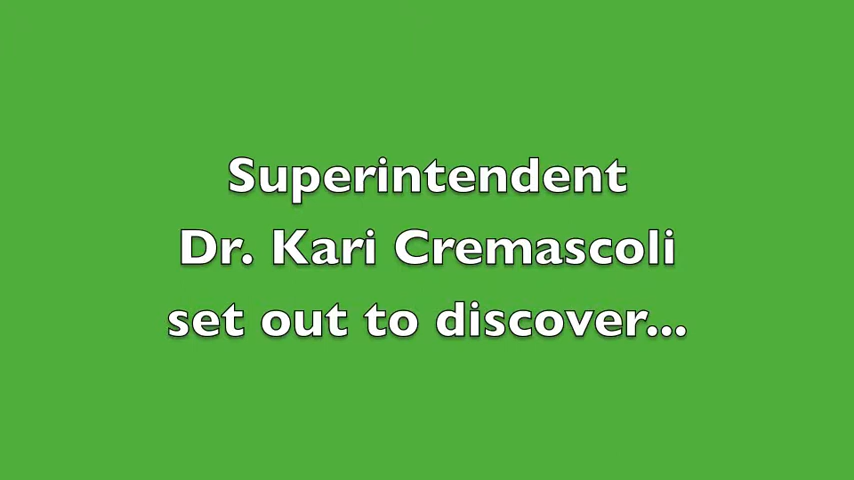 Superintendent
Dr. Kari Cremascoli
set out to discover...